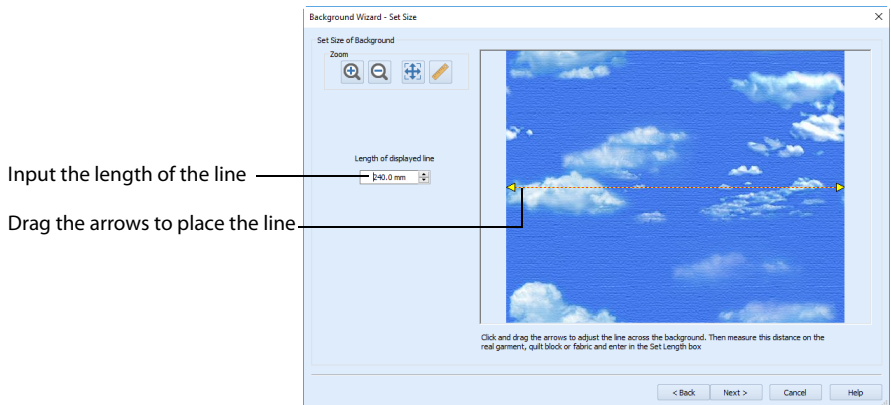 Background Wizard - Set Size
Set Size of Background
Zoom
Length of displayed line
Input the length of the line
240.0 mm
Drag the arrows to place the line
Click and drag the arrows to adjust the line across the background. Then measure this distance on the
real garment, quilt block or fabric and enter in the Set Length box
< Back Next > Cancel Help